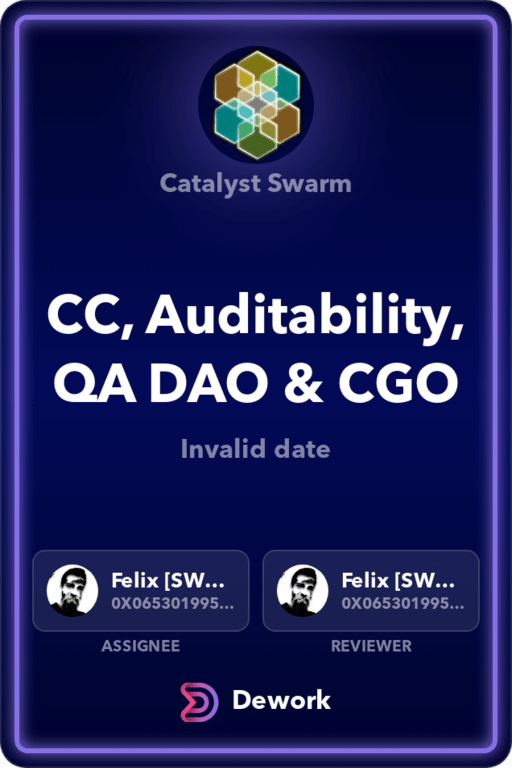 Catalyst Swarm
CC, Auditability,
QA DAO & CGO
Invalid date
Felix [SW...
0X065301995...
ASSIGNEE
Felix [SW...
0X065301995...
REVIEWER
Dework